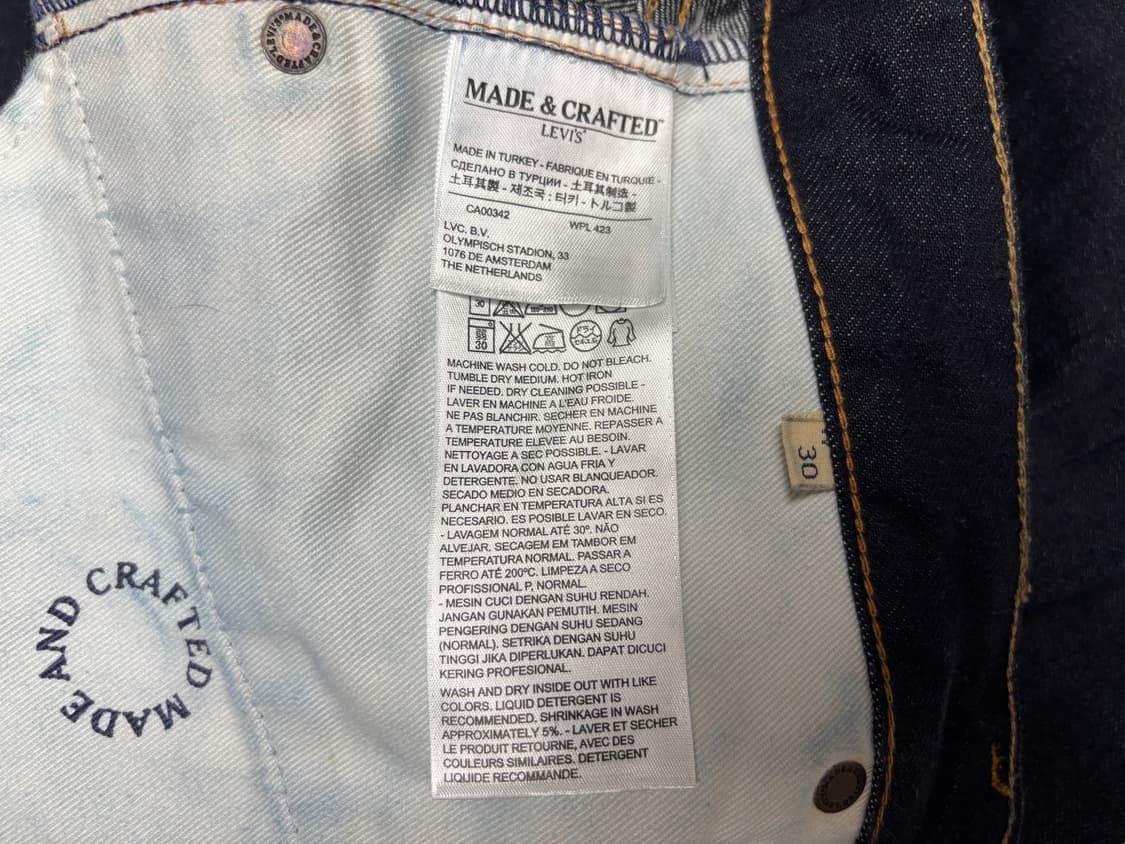 LEVI'S MADE & CRAFTED
MADE & CRAFTED™
LEVI'S®
MADE IN TURKEY - FABRIQUE EN TURQUIE -
СДЕЛАНО В ТУРЦИИ - 土耳其制造 -
土耳其製 - 제조국 : 터키 - トルコ製
CA00342 WPL 423
LVC. B.V.
OLYMPISCH STADION, 33
1076 DE AMSTERDAM
THE NETHERLANDS
30
30
MACHINE WASH COLD. DO NOT BLEACH.
TUMBLE DRY MEDIUM. HOT IRON
IF NEEDED. DRY CLEANING POSSIBLE -
LAVER EN MACHINE A L'EAU FROIDE.
NE PAS BLANCHIR. SECHER EN MACHINE
A TEMPERATURE MOYENNE. REPASSER A
TEMPERATURE ELEVEE AU BESOIN.
NETTOYAGE A SEC POSSIBLE. - LAVAR
EN LAVADORA CON AGUA FRIA Y
DETERGENTE. NO USAR BLANQUEADOR.
SECADO MEDIO EN SECADORA.
PLANCHAR EN TEMPERATURA ALTA SI ES
NECESARIO. ES POSIBLE LAVAR EN SECO.
- LAVAGEM NORMAL ATÉ 30º. NÃO
ALVEJAR. SECAGEM EM TAMBOR EM
TEMPERATURA NORMAL. PASSAR A
FERRO ATÉ 200ºC. LIMPEZA A SECO
PROFISSIONAL P, NORMAL.
- MESIN CUCI DENGAN SUHU RENDAH.
JANGAN GUNAKAN PEMUTIH. MESIN
PENGERING DENGAN SUHU SEDANG
(NORMAL). SETRIKA DENGAN SUHU
TINGGI JIKA DIPERLUKAN. DAPAT DICUCI
KERING PROFESIONAL.
WASH AND DRY INSIDE OUT WITH LIKE
COLORS. LIQUID DETERGENT IS
RECOMMENDED. SHRINKAGE IN WASH
APPROXIMATELY 5%. - LAVER ET SECHER
LE PRODUIT RETOURNE, AVEC DES
COULEURS SIMILAIRES. DETERGENT
LIQUIDE RECOMMANDE.
30
MADE AND CRAFTED